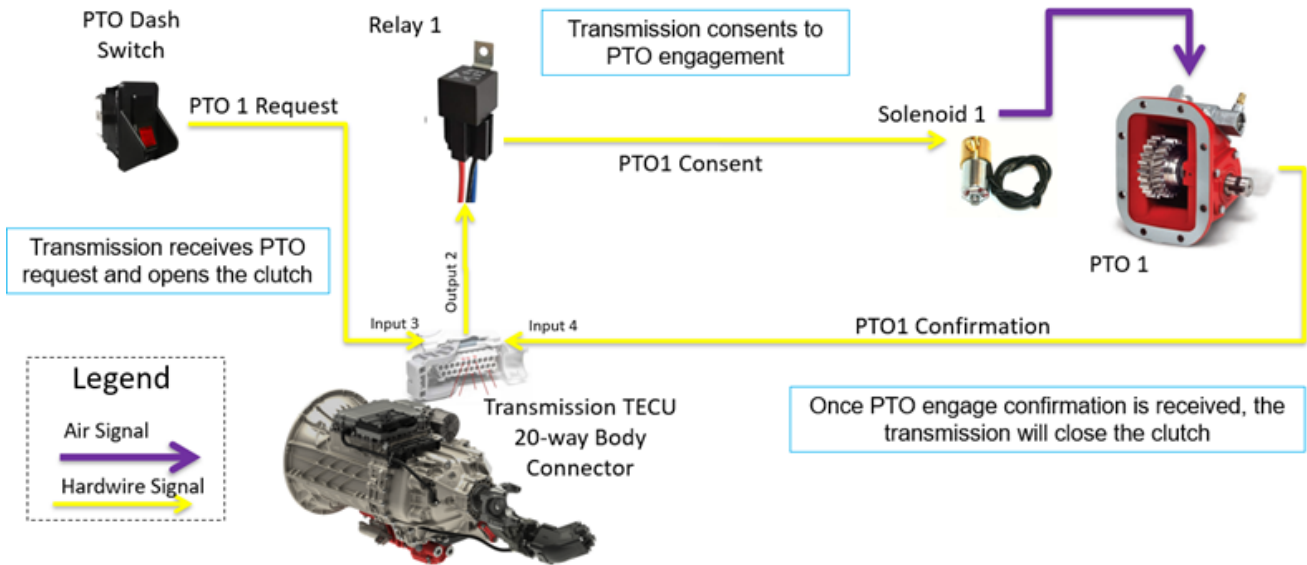 PTO Dash
Switch
Relay 1
Transmission consents to
PTO engagement
PTO 1 Request
Solenoid 1
PTO1 Consent
Transmission receives PTO
request and opens the clutch
Output 2
PTO 1
Input 3
Input 4
PTO1 Confirmation
Legend
Air Signal
Hardwire Signal
Transmission TECU
20-way Body
Connector
Once PTO engage confirmation is received, the
transmission will close the clutch